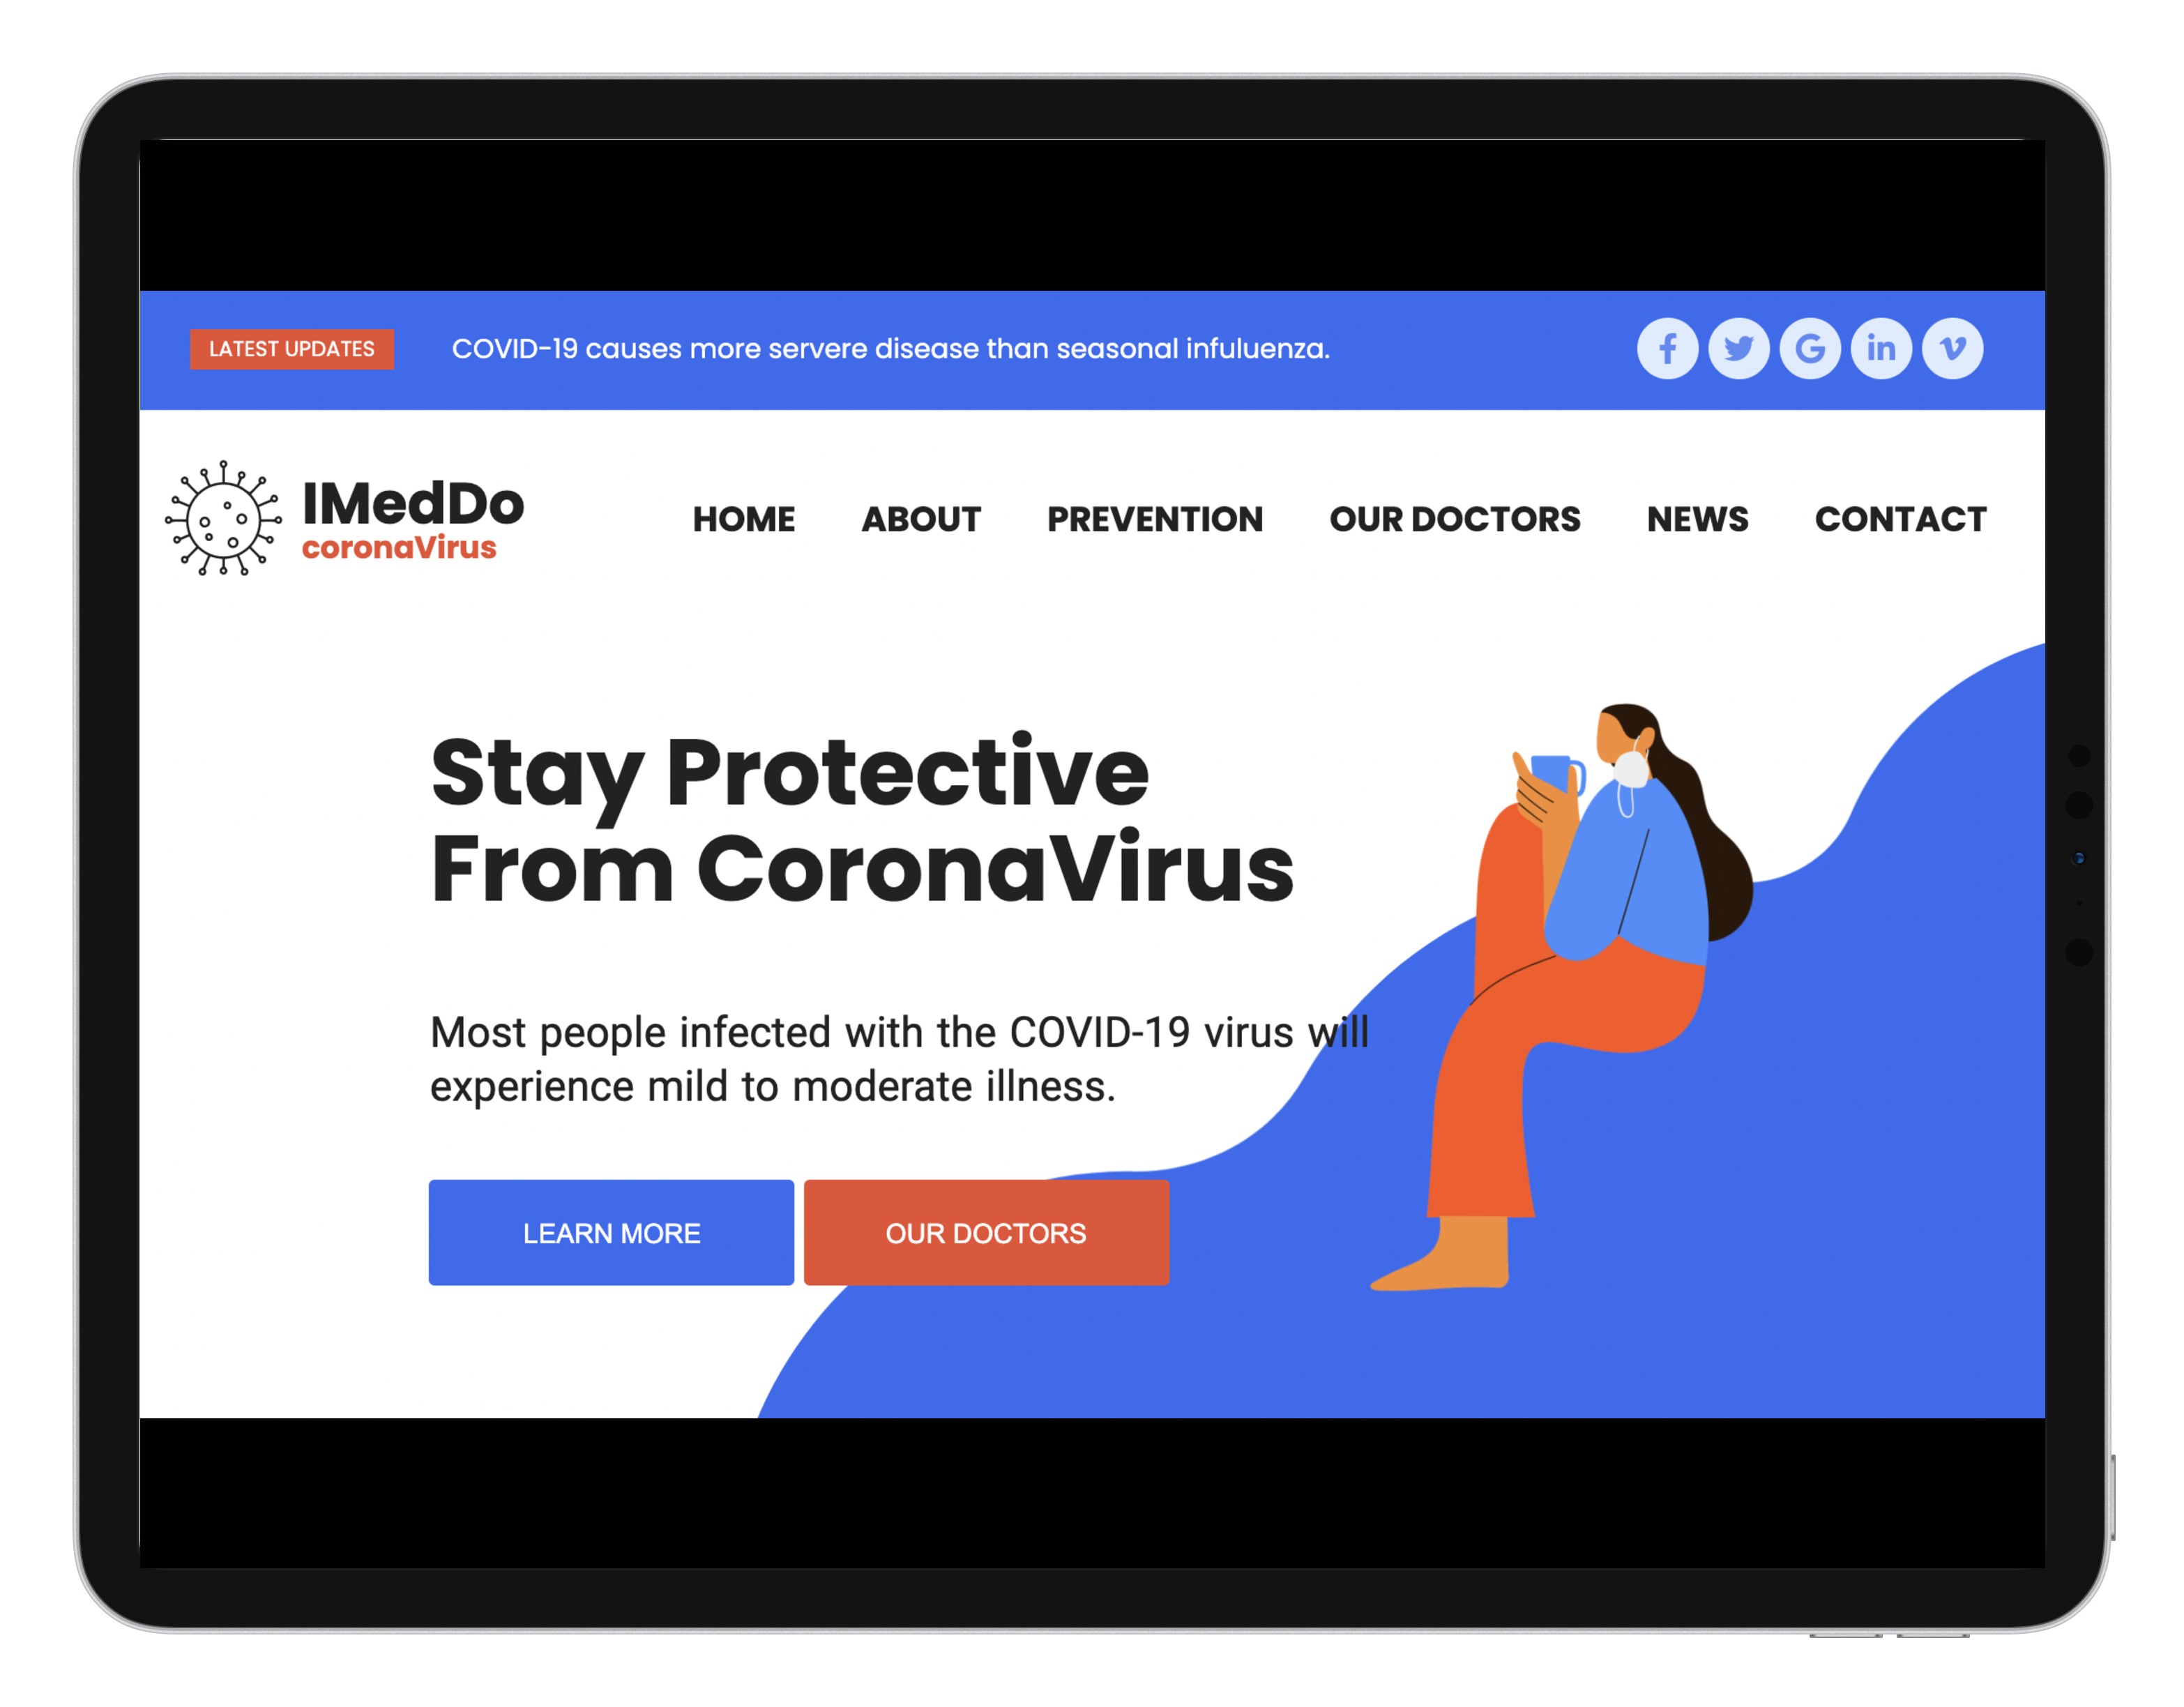 LATEST UPDATES
COVID-19 causes more servere disease than seasonal infuluenza.
IMedDo
coronaVirus
HOME ABOUT PREVENTION OUR DOCTORS NEWS CONTACT
Stay Protective
From CoronaVirus
Most people infected with the COVID-19 virus will
experience mild to moderate illness.
LEARN MORE
OUR DOCTORS